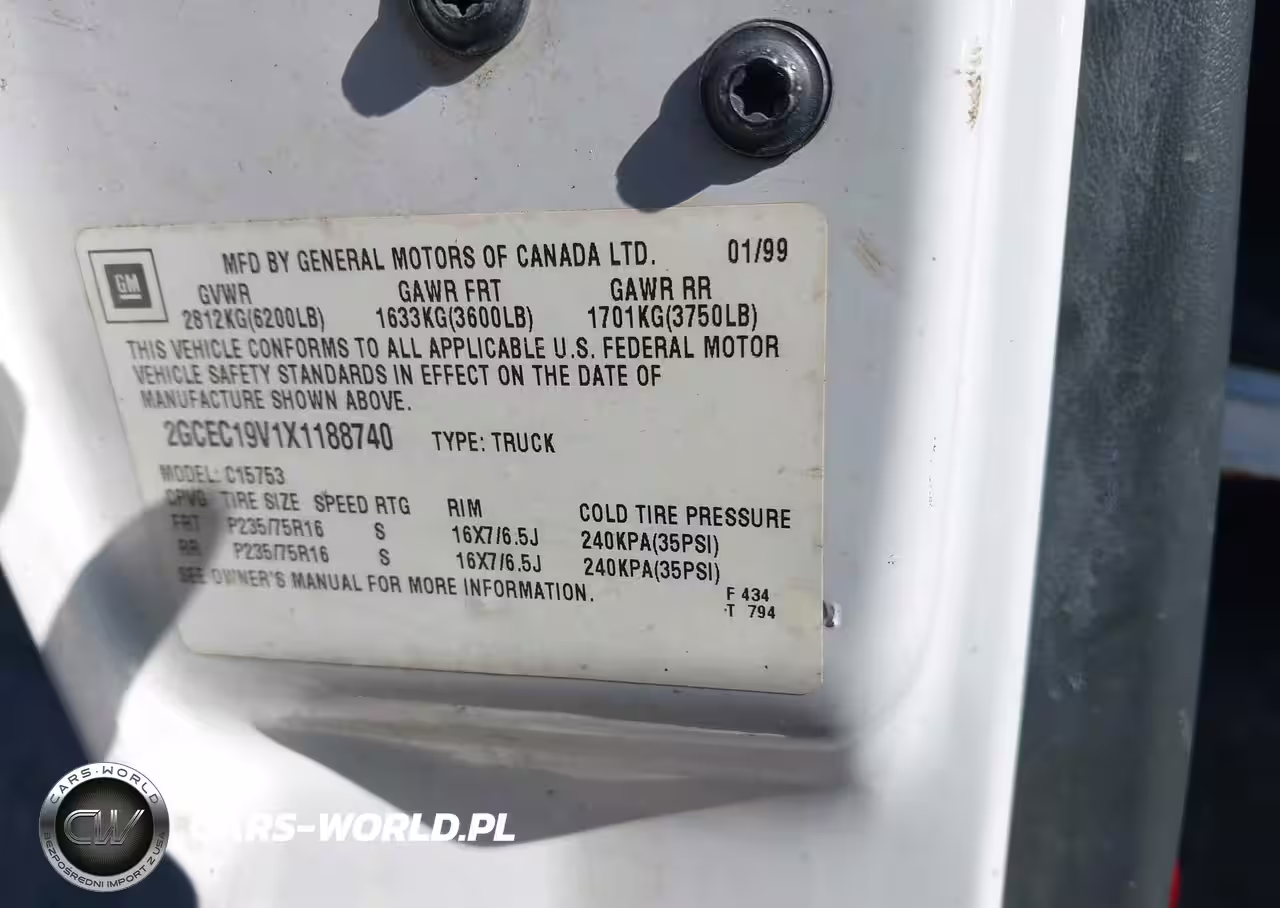 GM
MFD BY GENERAL MOTORS OF CANADA LTD. 01/99
GVWR GAWR FRT GAWR RR
2812KG(6200LB) 1633KG(3600LB) 1701KG(3750LB)
THIS VEHICLE CONFORMS TO ALL APPLICABLE U.S. FEDERAL MOTOR
VEHICLE SAFETY STANDARDS IN EFFECT ON THE DATE OF
MANUFACTURE SHOWN ABOVE.
2GCEC19V1X1188740 TYPE: TRUCK
MODEL: C15753
CPVG TIRE SIZE SPEED RTG RIM COLD TIRE PRESSURE
FRT P235/75R16 S 16X7/6.5J 240KPA(35PSI)
RR P235/75R16 S 16X7/6.5J 240KPA(35PSI)
SEE OWNER'S MANUAL FOR MORE INFORMATION.
F 434
T 794
CARS-WORLD
CW
BEZPOŚREDNI IMPORT Z USA
CARS-WORLD.PL